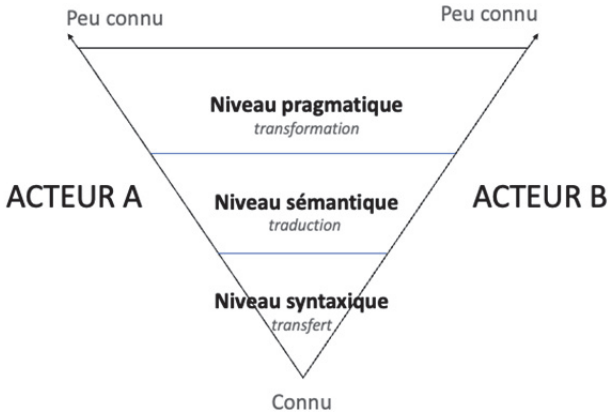 Peu connu
Peu connu
Niveau pragmatique
transformation
ACTEUR A
Niveau sémantique
traduction
ACTEUR B
Niveau syntaxique
transfert
Connu